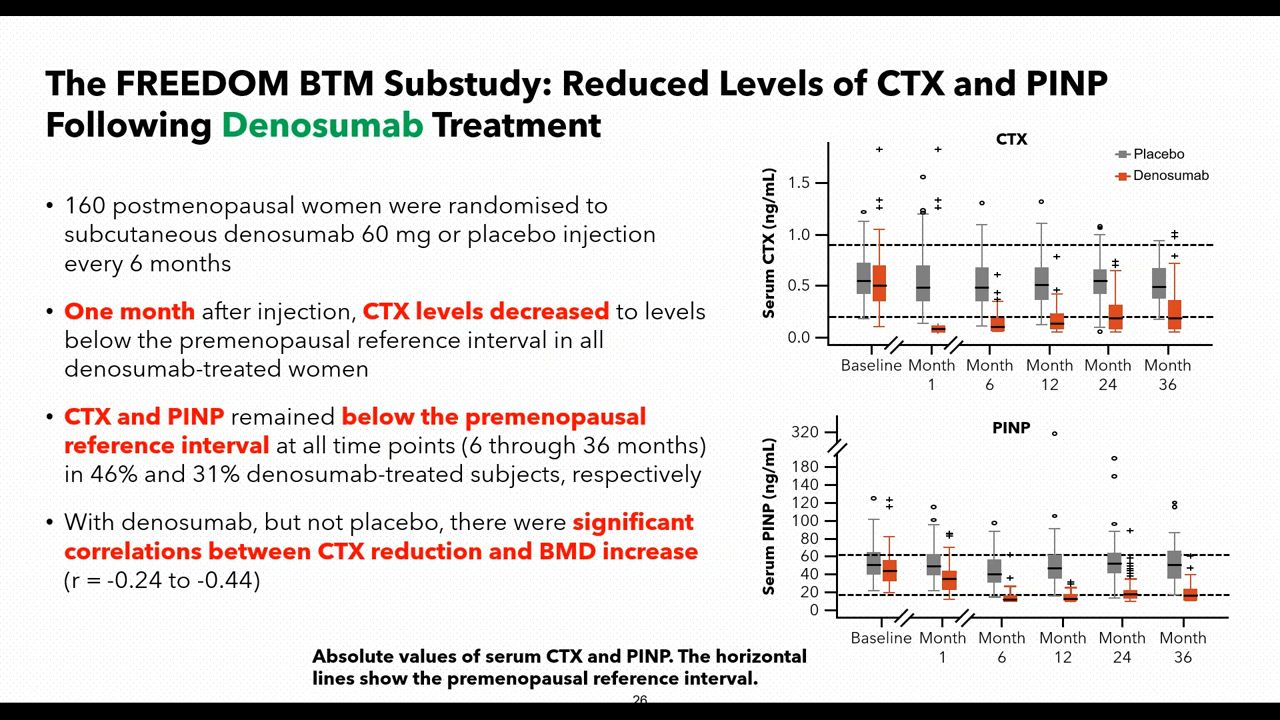 The FREEDOM BTM Substudy: Reduced Levels of CTX and PINP
Following Denosumab Treatment
• 160 postmenopausal women were randomised to
subcutaneous denosumab 60 mg or placebo injection
every 6 months
• One month after injection, CTX levels decreased to levels
below the premenopausal reference interval in all
denosumab-treated women
• CTX and PINP remained below the premenopausal
reference interval at all time points (6 through 36 months)
in 46% and 31% denosumab-treated subjects, respectively
• With denosumab, but not placebo, there were significant
correlations between CTX reduction and BMD increase
(r = -0.24 to -0.44)
CTX
Placebo
Denosumab
Serum CTX (ng/mL)
1.5
1.0
0.5
0.0
Baseline Month Month Month Month Month
1 6 12 24 36
PINP
Serum PINP (ng/mL)
320
180
140
120
100
80
60
40
20
0
Baseline Month Month Month Month Month
1 6 12 24 36
Absolute values of serum CTX and PINP. The horizontal
lines show the premenopausal reference interval.
26